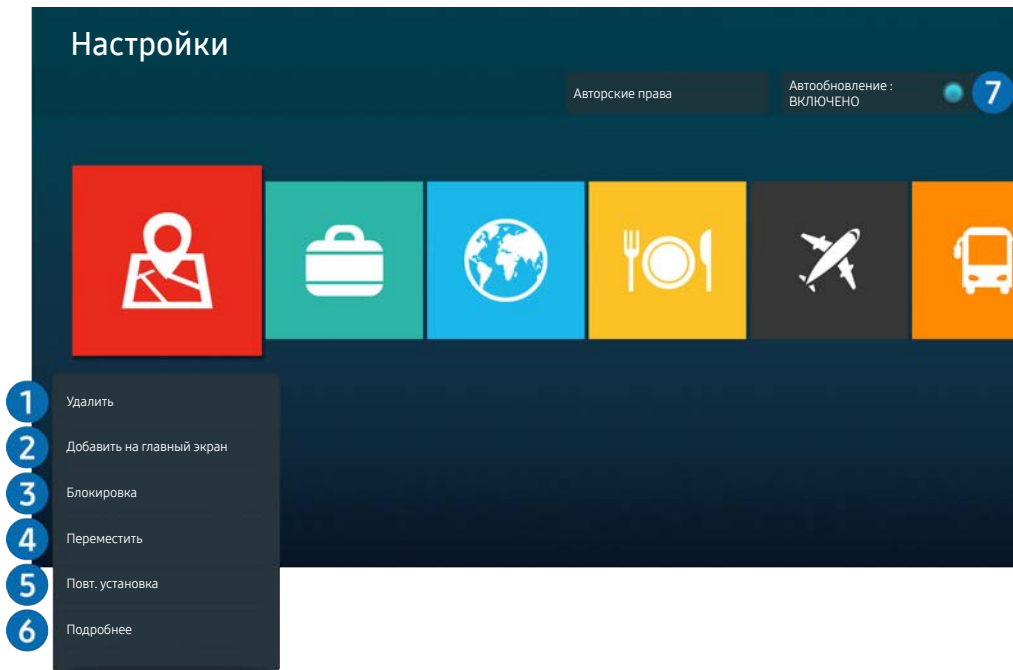 Настройки
Авторские права
Автообновление :
ВКЛЮЧЕНО
7
1
Удалить
2
Добавить на главный экран
3
Блокировка
4
Переместить
5
Повт. установка
6
Подробнее